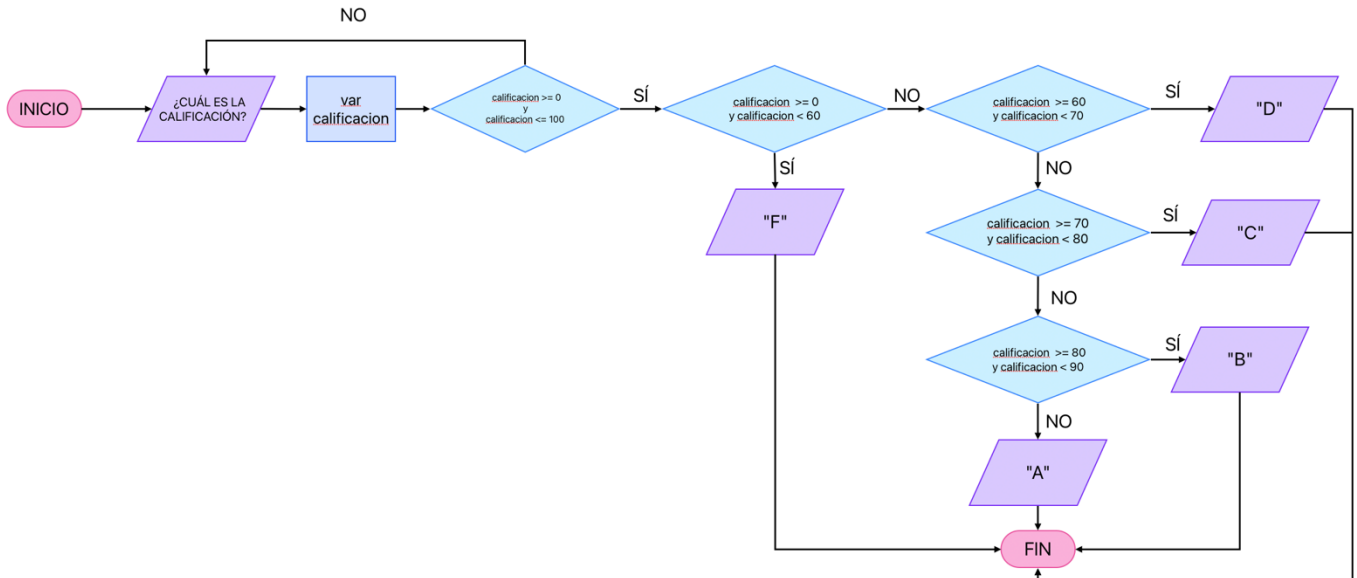 NO
INICIO
¿CUÁL ES LA
CALIFICACIÓN?
var
calificacion
calificacion >= 0
y
calificacion <= 100
SÍ
calificacion >= 0
y calificacion < 60
NO
calificacion >= 60
y calificacion < 70
SÍ
"D"
SÍ
NO
"F"
calificacion >= 70
y calificacion < 80
SÍ
"C"
NO
calificacion >= 80
y calificacion < 90
SÍ
"B"
NO
"A"
FIN